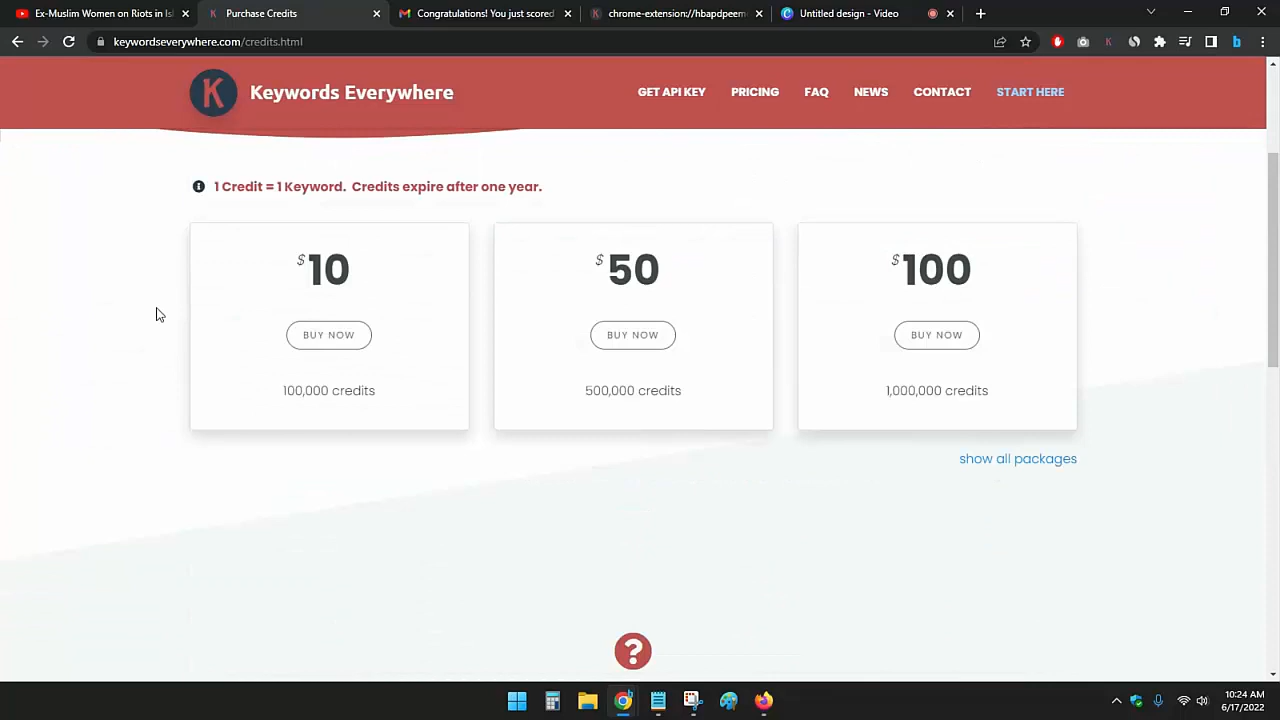 Ex-Muslim Women on Riots in Isl
Purchase Credits
Congratulations! You just scored
chrome-extension://hbapdpeem
Untitled design - Video
keywordseverywhere.com/credits.html
K
Keywords Everywhere
GET API KEY
PRICING
FAQ
NEWS
CONTACT
START HERE
1 Credit = 1 Keyword. Credits expire after one year.
$10
$50
$100
BUY NOW
BUY NOW
BUY NOW
100,000 credits
500,000 credits
1,000,000 credits
show all packages
?
10:24 AM
6/17/2022